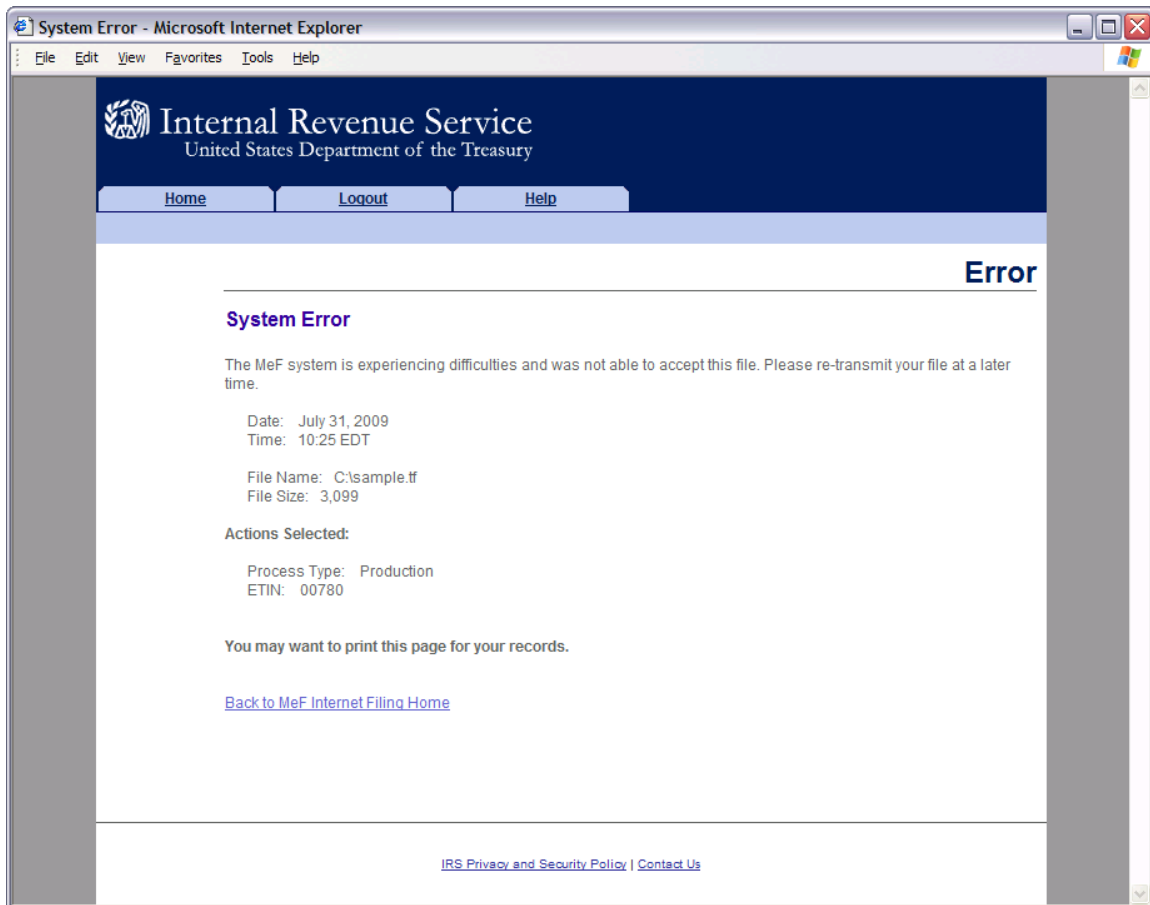 System Error - Microsoft Internet Explorer
File Edit View Favorites Tools Help
Internal Revenue Service
United States Department of the Treasury
Home Logout Help
Error
System Error
The MeF system is experiencing difficulties and was not able to accept this file. Please re-transmit your file at a later
time.
Date: July 31, 2009
Time: 10:25 EDT
File Name: C:\sample.tf
File Size: 3,099
Actions Selected:
Process Type: Production
ETIN: 00780
You may want to print this page for your records.
Back to MeF Internet Filing Home
IRS Privacy and Security Policy | Contact Us